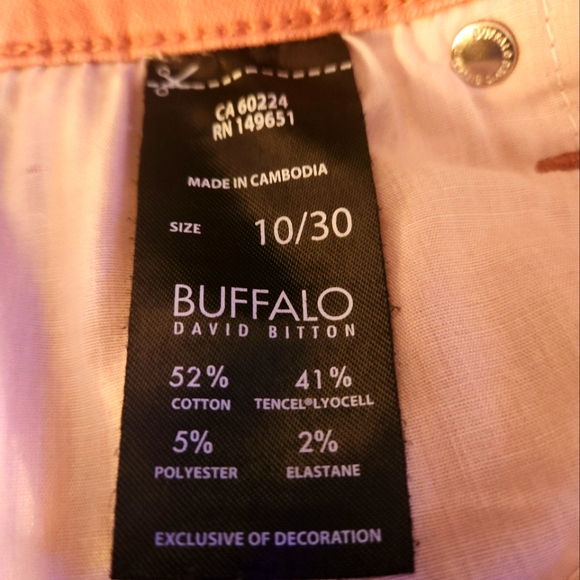 CA 60224
RN 149651
MADE IN CAMBODIA
SIZE 10/30
BUFFALO
DAVID BITTON
52% 41%
COTTON TENCEL®LYOCELL
5% 2%
POLYESTER ELASTANE
EXCLUSIVE OF DECORATION
BUFFALO